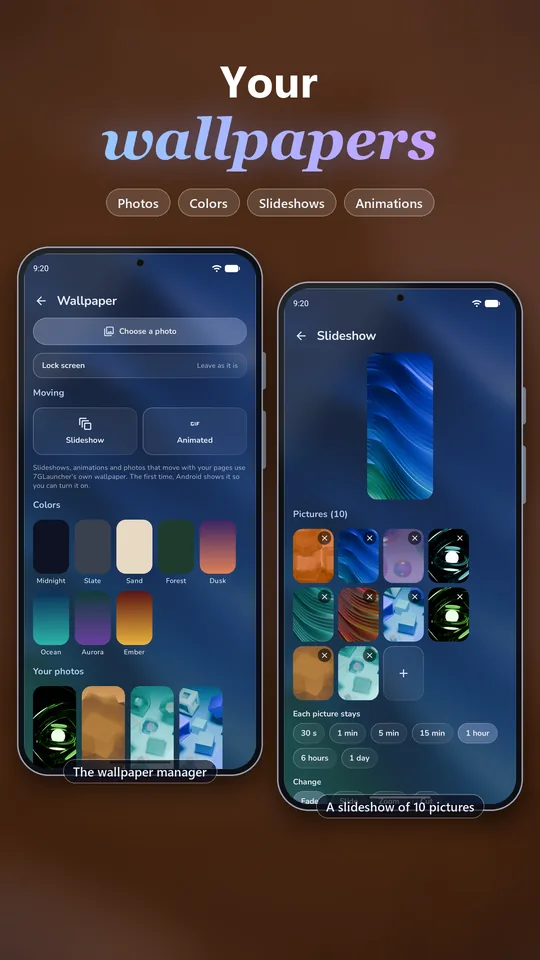 Your
wallpapers
Photos
Colors
Slideshows
Animations
9:20
Wallpaper
Choose a photo
Lock screen
Leave as it is
Moving
Slideshow
GIF
Animated
Slideshows, animations and photos that move with your pages use
7GLauncher's own wallpaper. The first time, Android shows it so
you can turn it on.
Colors
Midnight
Slate
Sand
Forest
Dusk
Ocean
Aurora
Ember
Your photos
The wallpaper manager
9:20
Slideshow
Pictures (10)
Each picture stays
30 s
1 min
5 min
15 min
1 hour
6 hours
1 day
Change
Fade
Zoom
A slideshow of 10 pictures